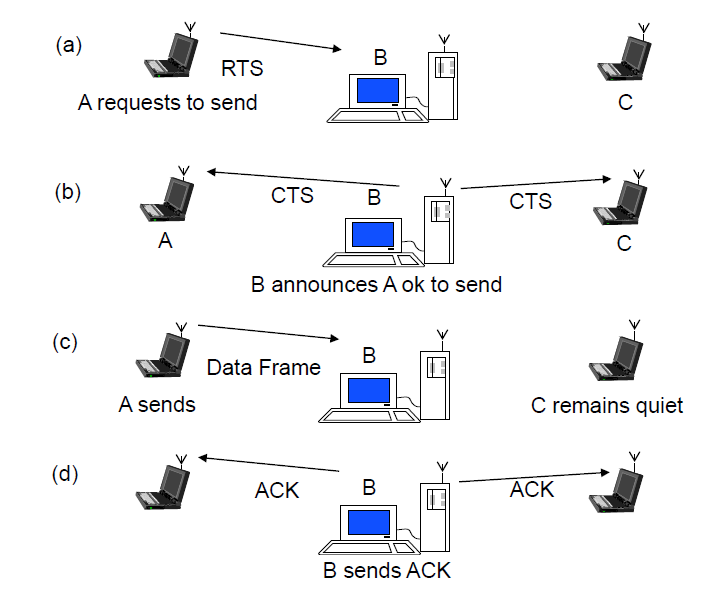 (a)
B
RTS
A requests to send
C
(b)
CTS
B
CTS
A
C
B announces A ok to send
(c)
B
Data Frame
A sends
C remains quiet
(d)
ACK
B
ACK
B sends ACK